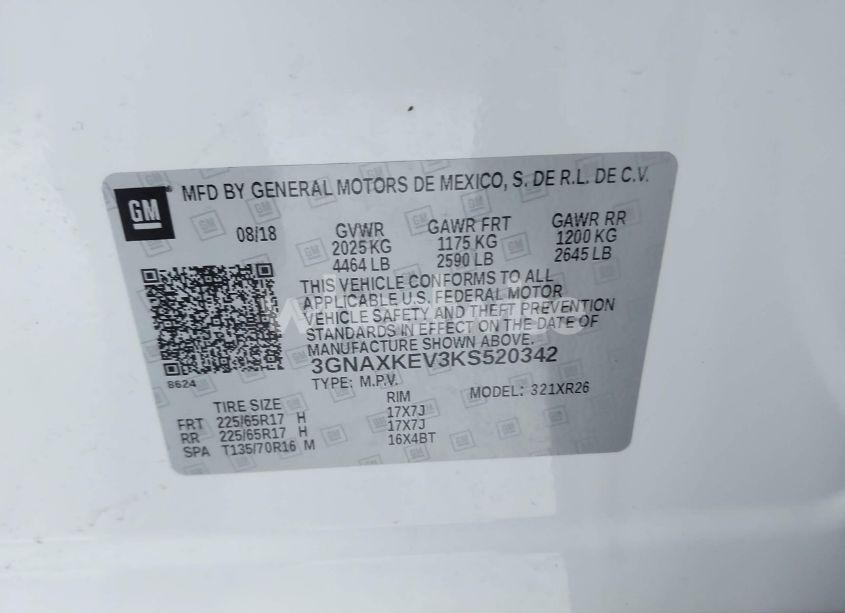 GM
MFD BY GENERAL MOTORS DE MEXICO, S. DE R.L. DE C.V.
08/18 GVWR GAWR FRT GAWR RR
2025 KG 1175 KG 1200 KG
4464 LB 2590 LB 2645 LB
THIS VEHICLE CONFORMS TO ALL
APPLICABLE U.S. FEDERAL MOTOR
VEHICLE SAFETY AND THEFT PREVENTION
STANDARDS IN EFFECT ON THE DATE OF
MANUFACTURE SHOWN ABOVE.
3GNAXKEV3KS520342
8624 TYPE: M.P.V. MODEL: 321XR26
TIRE SIZE RIM
FRT 225/65R17 H 17X7J
RR 225/65R17 H 17X7J
SPA T135/70R16 M 16X4BT